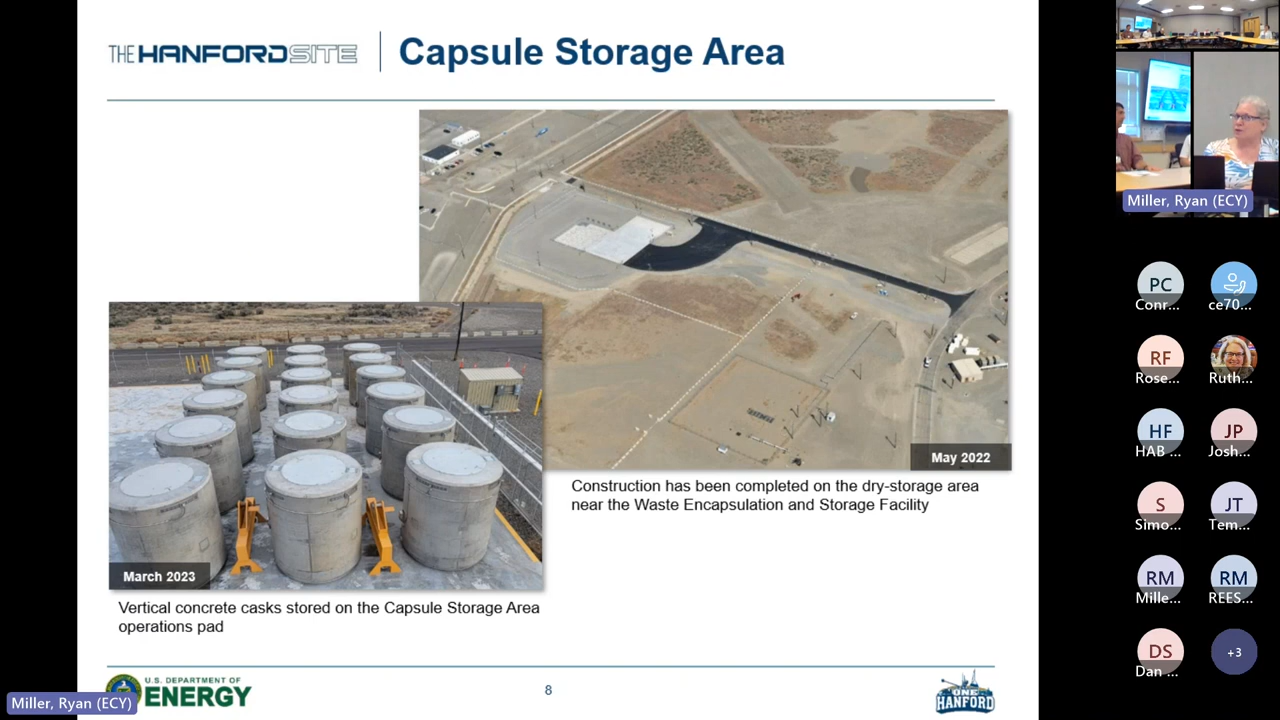 THE HANFORD SITE
Capsule Storage Area
May 2022
Construction has been completed on the dry-storage area
near the Waste Encapsulation and Storage Facility
March 2023
Vertical concrete casks stored on the Capsule Storage Area
operations pad
U.S. DEPARTMENT OF
ENERGY
8
ONE
HANFORD
Miller, Ryan (ECY)
Miller, Ryan (ECY)
PC
Conr...
ce70...
RF
Rose...
Ruth...
HF
HAB ...
JP
Josh...
S
Simo...
JT
Tem...
RM
Mille...
RM
REES...
DS
Dan ...
+3